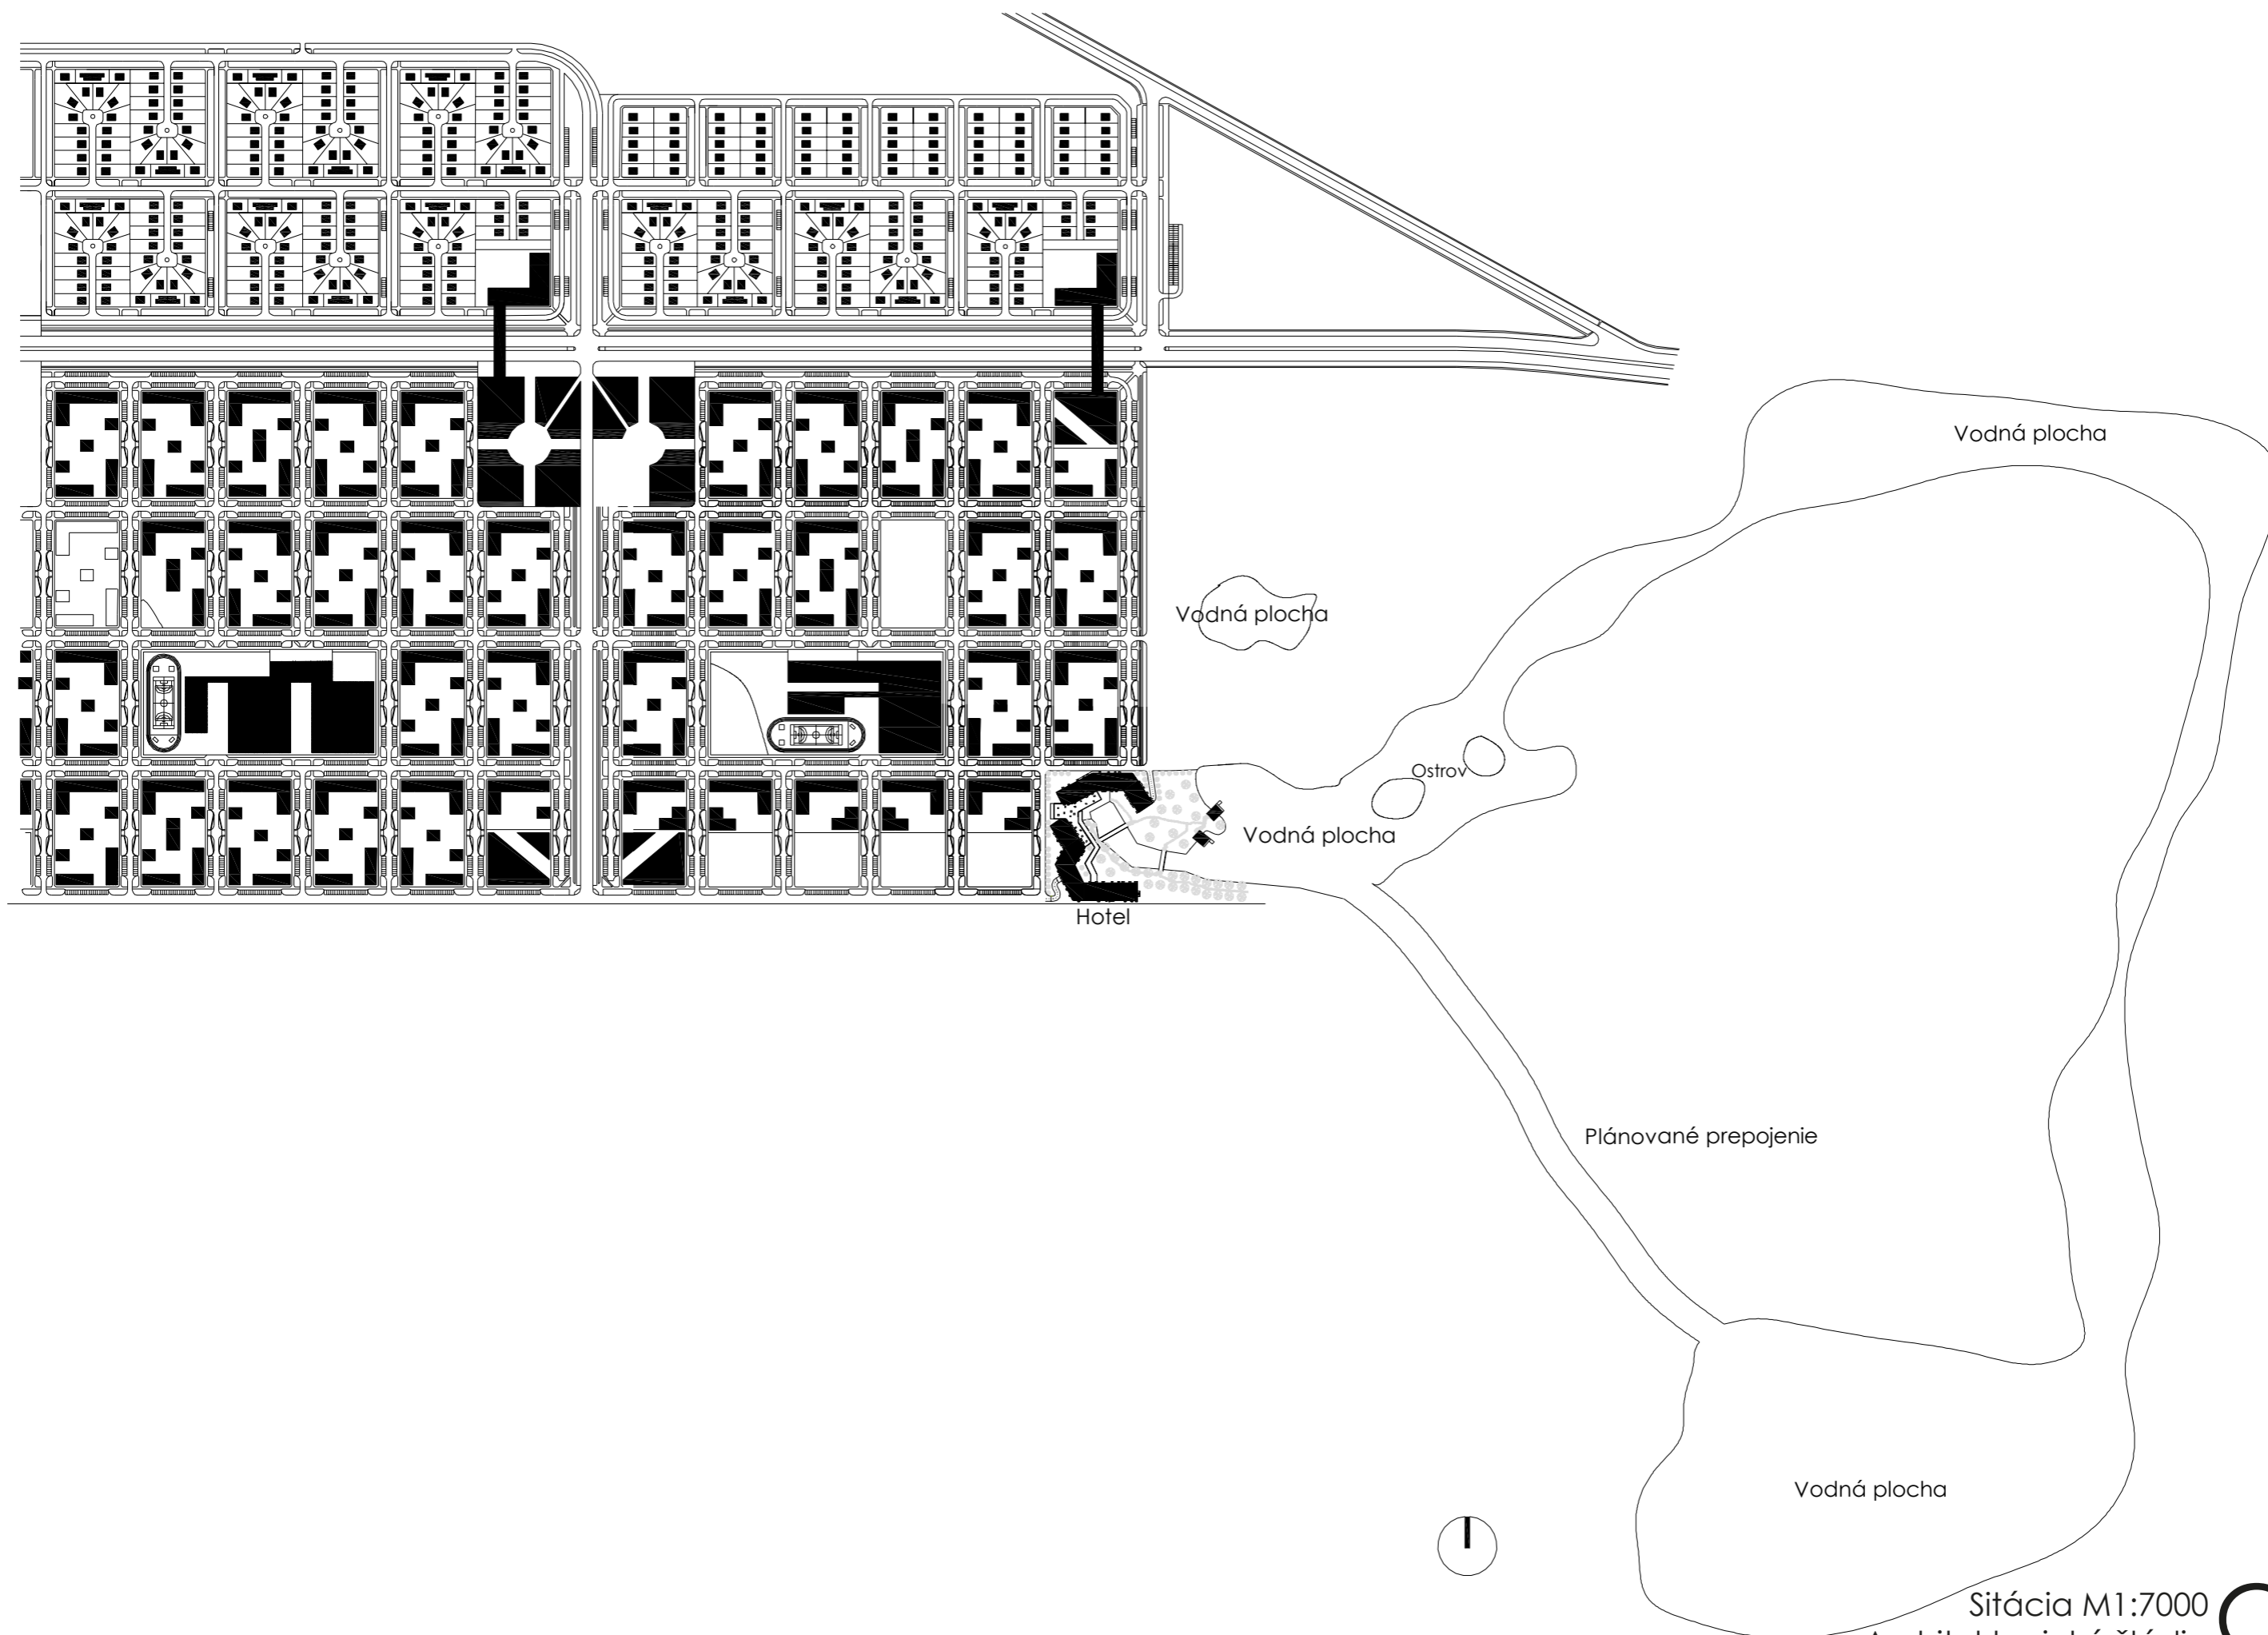 Vodná plocha
Vodná plocha
Ostrov
Vodná plocha
Hotel
Plánované prepojenie
Vodná plocha
Sitácia M1:7000